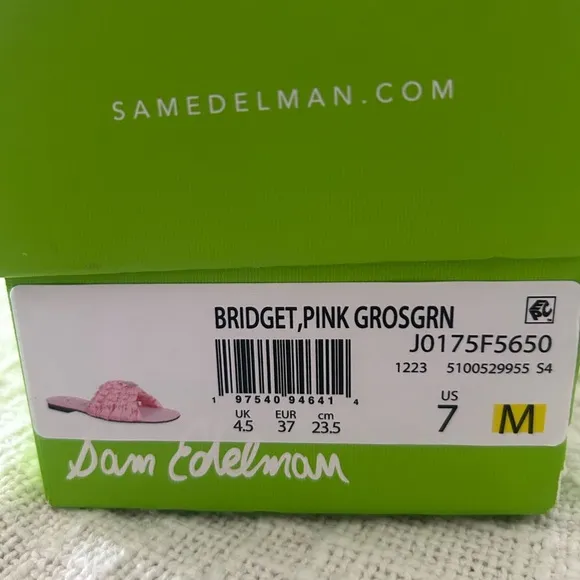 SAMEDELMAN.COM
BRIDGET,PINK GROSGRN
J0175F5650
1223 5100529955 S4
1 97540 94641 4
UK EUR cm US
4.5 37 23.5 7 M
Sam Edelman